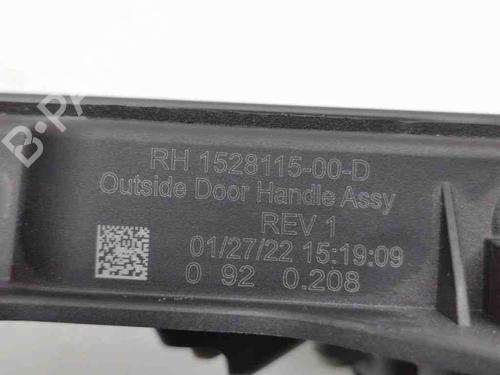 RH 1528115-00-D
Outside Door Handle Assy
REV 1
01/27/22 15:19:09
0 92 0.208
B-PARTS